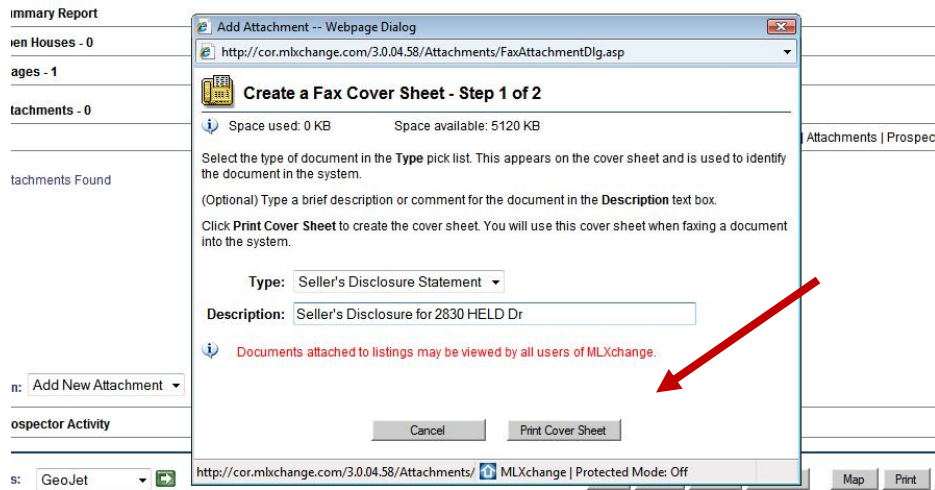 ummary Report
en Houses - 0
ages - 1
tachments - 0
| Attachments | Prospec
tachments Found
Add Attachment -- Webpage Dialog
http://cor.mlxchange.com/3.0.04.58/Attachments/FaxAttachmentDlg.asp
Create a Fax Cover Sheet - Step 1 of 2
Space used: 0 KB Space available: 5120 KB
Select the type of document in the Type pick list. This appears on the cover sheet and is used to identify
the document in the system.
(Optional) Type a brief description or comment for the document in the Description text box.
Click Print Cover Sheet to create the cover sheet. You will use this cover sheet when faxing a document
into the system.
Type: Seller's Disclosure Statement
Description: Seller's Disclosure for 2830 HELD Dr
Documents attached to listings may be viewed by all users of MLXchange.
Cancel Print Cover Sheet
http://cor.mlxchange.com/3.0.04.58/Attachments/ MLXchange | Protected Mode: Off
n: Add New Attachment
ospector Activity
s: GeoJet
Map Print